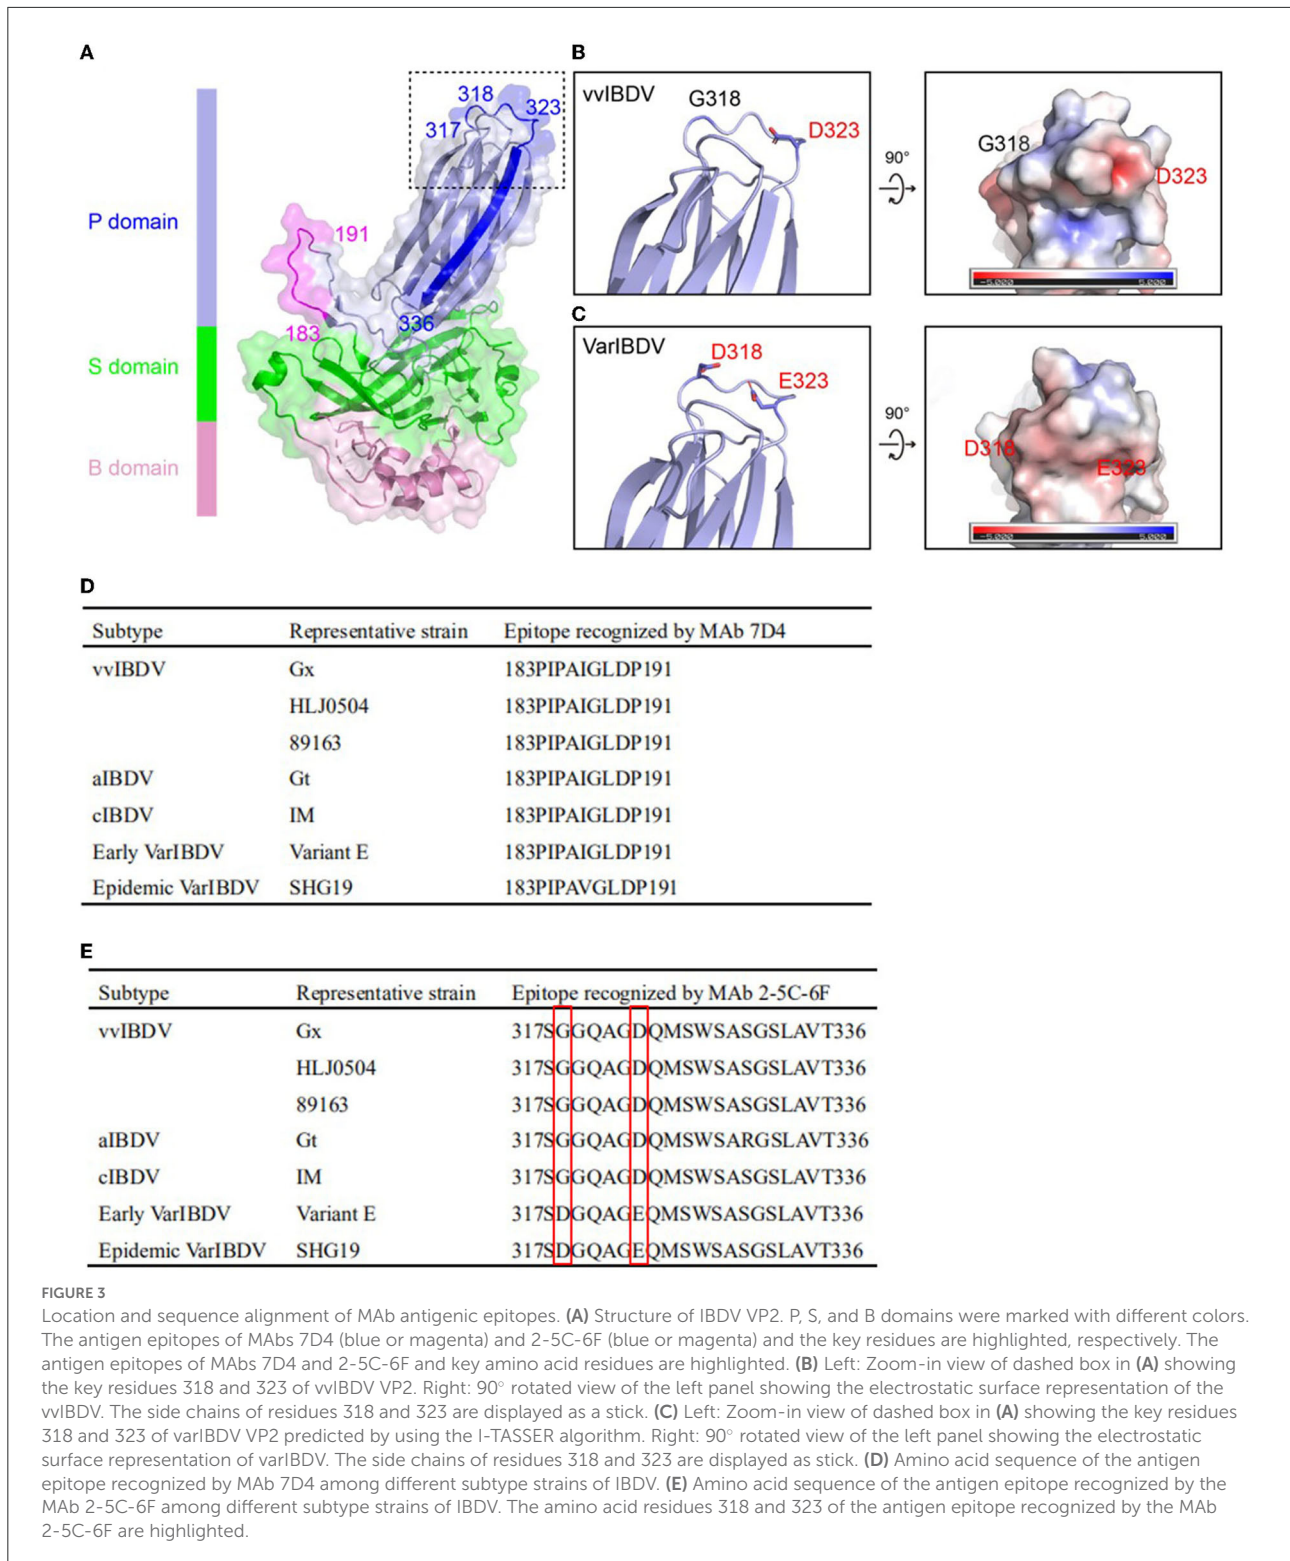 A
318
323
317
P domain
191
183
336
S domain
B domain
B
vvIBDV
G318
D323
90°
G318
D323
-5.000 5.000
C
VarIBDV
D318
E323
90°
D318
E323
-5.000 5.000
D
Subtype Representative strain Epitope recognized by MAb 7D4
vvIBDV Gx 183PIPAIGLDP191
HLJ0504 183PIPAIGLDP191
89163 183PIPAIGLDP191
aIBDV Gt 183PIPAIGLDP191
cIBDV IM 183PIPAIGLDP191
Early VarIBDV Variant E 183PIPAIGLDP191
Epidemic VarIBDV SHG19 183PIPAVGLDP191
E
Subtype Representative strain Epitope recognized by MAb 2-5C-6F
vvIBDV Gx 317SGGQAGDQMSWSASGSLAVT336
HLJ0504 317SGGQAGDQMSWSASGSLAVT336
89163 317SGGQAGDQMSWSASGSLAVT336
aIBDV Gt 317SGGQAGDQMSWSARGSLAVT336
cIBDV IM 317SGGQAGDQMSWSASGSLAVT336
Early VarIBDV Variant E 317SDGQAGEQMSWSASGSLAVT336
Epidemic VarIBDV SHG19 317SDGQAGEQMSWSASGSLAVT336
FIGURE 3
Location and sequence alignment of MAb antigenic epitopes. (A) Structure of IBDV VP2. P, S, and B domains were marked with different colors.
The antigen epitopes of MAbs 7D4 (blue or magenta) and 2-5C-6F (blue or magenta) and the key residues are highlighted, respectively. The
antigen epitopes of MAbs 7D4 and 2-5C-6F and key amino acid residues are highlighted. (B) Left: Zoom-in view of dashed box in (A) showing
the key residues 318 and 323 of vvIBDV VP2. Right: 90° rotated view of the left panel showing the electrostatic surface representation of the
vvIBDV. The side chains of residues 318 and 323 are displayed as a stick. (C) Left: Zoom-in view of dashed box in (A) showing the key residues
318 and 323 of varIBDV VP2 predicted by using the I-TASSER algorithm. Right: 90° rotated view of the left panel showing the electrostatic
surface representation of varIBDV. The side chains of residues 318 and 323 are displayed as stick. (D) Amino acid sequence of the antigen
epitope recognized by MAb 7D4 among different subtype strains of IBDV. (E) Amino acid sequence of the antigen epitope recognized by the
MAb 2-5C-6F among different subtype strains of IBDV. The amino acid residues 318 and 323 of the antigen epitope recognized by the MAb
2-5C-6F are highlighted.